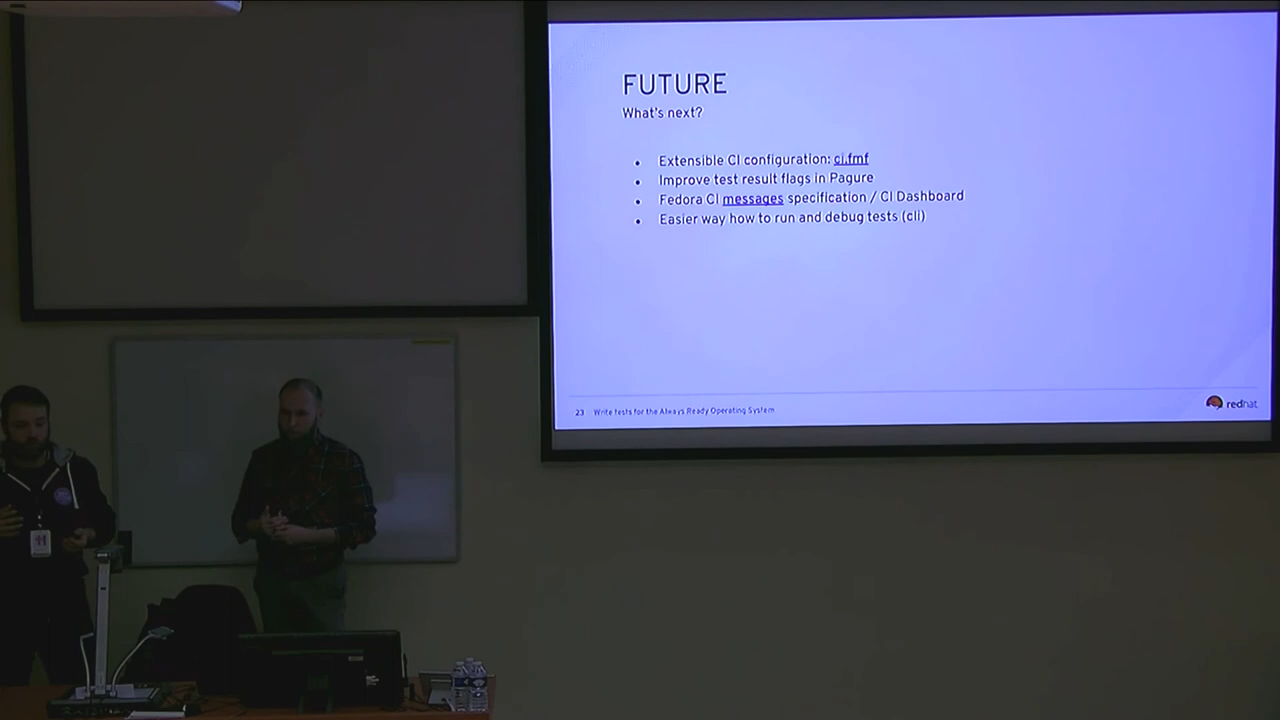 FUTURE
What's next?
• Extensible CI configuration: ci.fmf
• Improve test result flags in Pagure
• Fedora CI messages specification / CI Dashboard
• Easier way how to run and debug tests (cli)
23 Write tests for the Always Ready Operating System
redhat